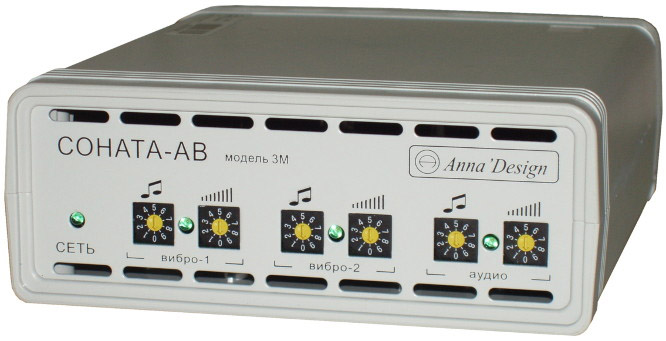 СОНАТА-АВ модель 3М
Anna'Design
СЕТЬ
вибро-1
вибро-2
аудио